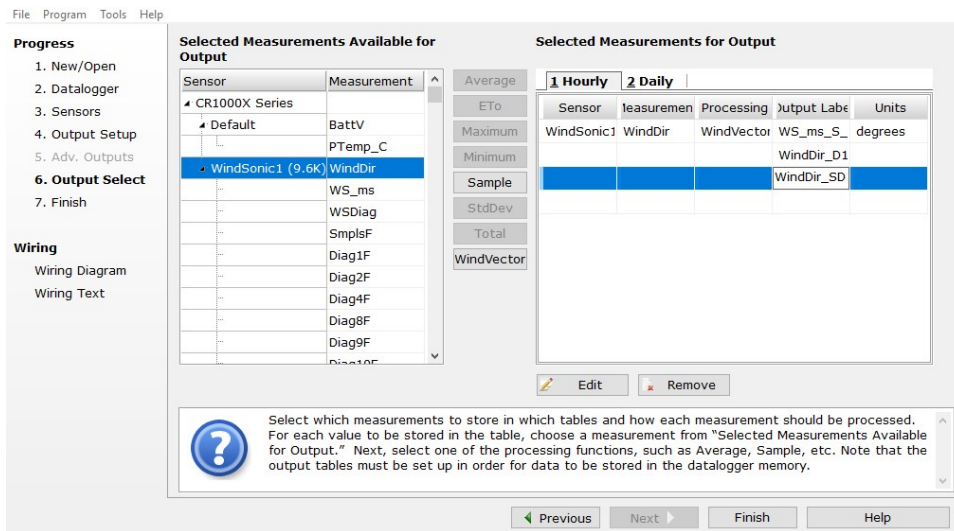 File Program Tools Help
Progress
1. New/Open
2. Datalogger
3. Sensors
4. Output Setup
5. Adv. Outputs
6. Output Select
7. Finish
Wiring
Wiring Diagram
Wiring Text
Selected Measurements Available for
Output
Sensor Measurement
CR1000X Series
Default BattV
PTemp_C
WindSonic1 (9.6K) WindDir
WS_ms
WSDiag
SmplsF
Diag1F
Diag2F
Diag4F
Diag8F
Diag9F
Diag10F
Average
ETo
Maximum
Minimum
Sample
StdDev
Total
WindVector
Selected Measurements for Output
1 Hourly 2 Daily
Sensor Measuremen Processing Output Labe Units
WindSonic1 WindDir WindVector WS_ms_S_ degrees
WindDir_D1
WindDir_SD
Edit Remove
Select which measurements to store in which tables and how each measurement should be processed.
For each value to be stored in the table, choose a measurement from “Selected Measurements Available
for Output.” Next, select one of the processing functions, such as Average, Sample, etc. Note that the
output tables must be set up in order for data to be stored in the datalogger memory.
Previous Next Finish Help